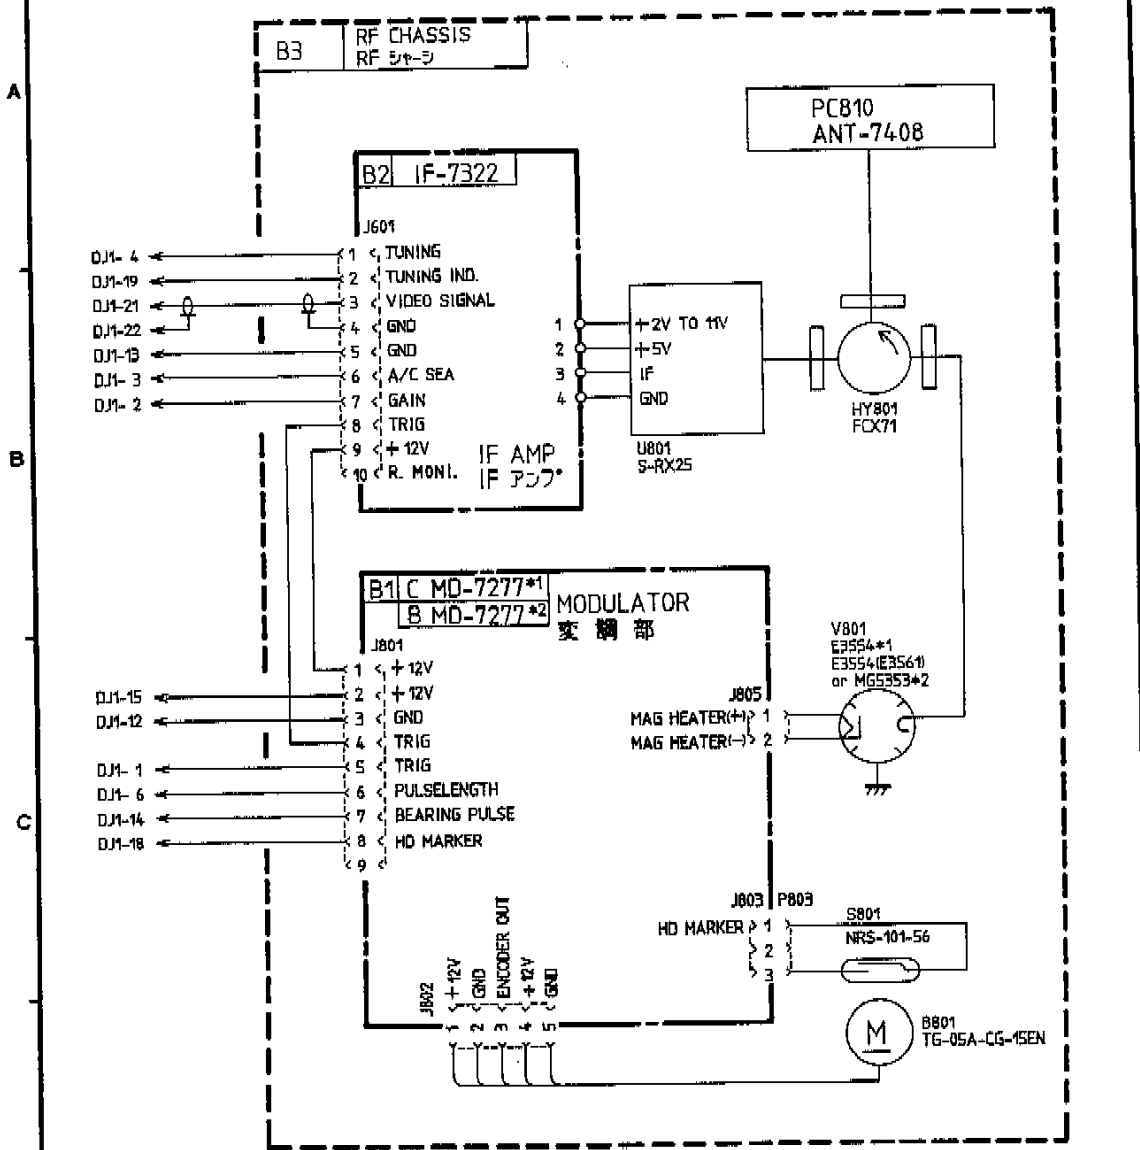 B3
RF CHASSIS
RF シャーシ
A
PC810
ANT-7408
B2 IF-7322
J601
DJ1- 4 1 TUNING
DJ1-19 2 TUNING IND.
DJ1-21 3 VIDEO SIGNAL
DJ1-22 4 GND
DJ1-13 5 GND
DJ1- 3 6 A/C SEA
DJ1- 2 7 GAIN
8 TRIG
9 +12V
10 R. MONI.
IF AMP
IF アンプ
1 +2V TO 11V
2 +5V
3 IF
4 GND
U801
S-RX25
HY801
FCX71
B
B1 C MD-7277*1
B MD-7277*2
MODULATOR
変調部
J801
1 +12V
DJ1-15 2 +12V
DJ1-12 3 GND
4 TRIG
DJ1- 1 5 TRIG
DJ1- 6 6 PULSELENGTH
DJ1-14 7 BEARING PULSE
DJ1-18 8 HD MARKER
9
V801
E3554*1
E3554(E3561)
or MG5353*2
J805
MAG HEATER(+) 1
MAG HEATER(-) 2
C
J803 P803
HD MARKER 1
2
3
S801
NRS-101-56
J802
+12V
GND
ENCODER OUT
+12V
GND
1 2 3 4 5
M
B801
TG-05A-CG-15EN